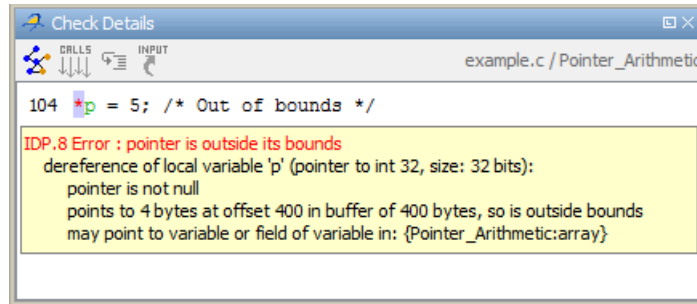 Check Details
CALLS
INPUT
example.c / Pointer_Arithmetic
104 *p = 5; /* Out of bounds */
IDP.8 Error : pointer is outside its bounds
dereference of local variable 'p' (pointer to int 32, size: 32 bits):
pointer is not null
points to 4 bytes at offset 400 in buffer of 400 bytes, so is outside bounds
may point to variable or field of variable in: {Pointer_Arithmetic:array}